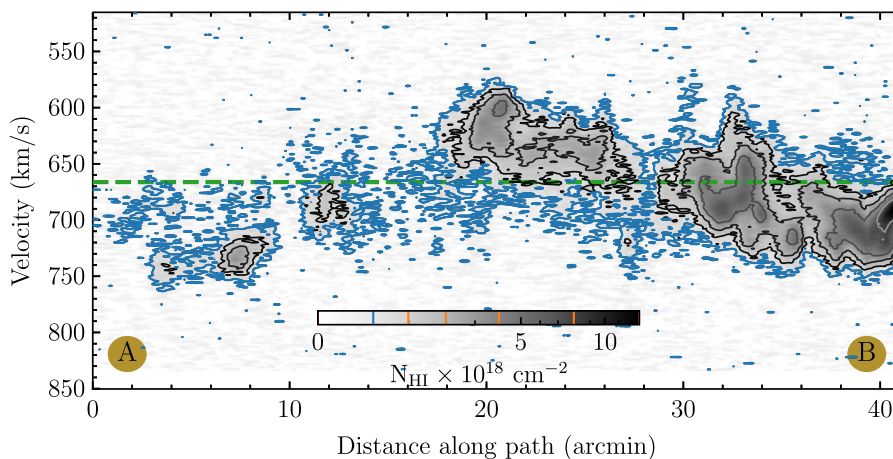 Velocity (km/s)
550
600
650
700
750
800
850
A
B
0 5 10
N_HI × 10^18 cm^−2
0 10 20 30 40
Distance along path (arcmin)